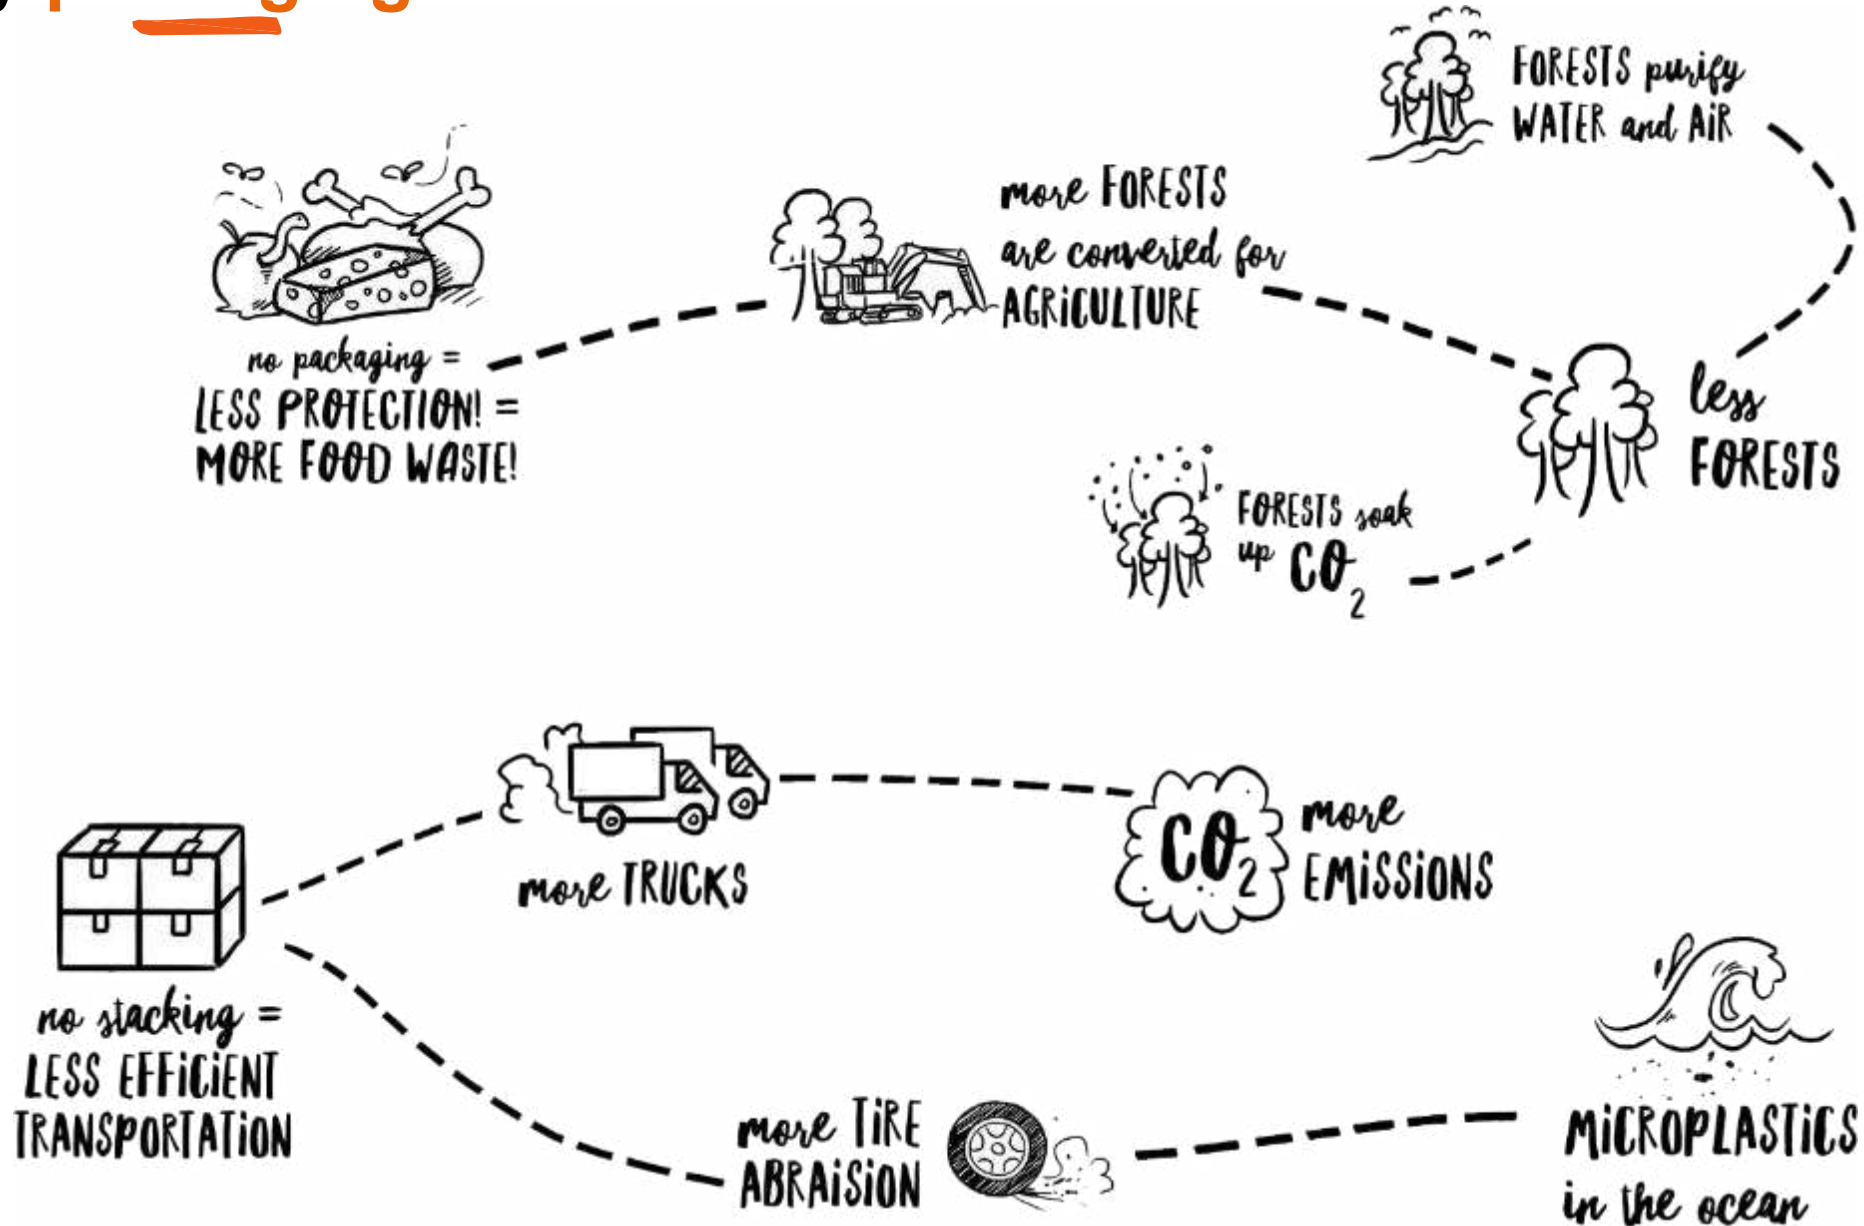 FORESTS purify
WATER and AiR
more FORESTS
are converted for
AGRiCULTURE
no packaging =
LESS PROTECTION! =
MORE FOOD WASTE!
less
FORESTS
FORESTS soak
up CO2
more TRUCKS
CO2
more
EMiSSiONS
no stacking =
LESS EFFiCiENT
TRANSPORTATiON
more TiRE
ABRAiSiON
MiCROPLASTiCS
in the ocean